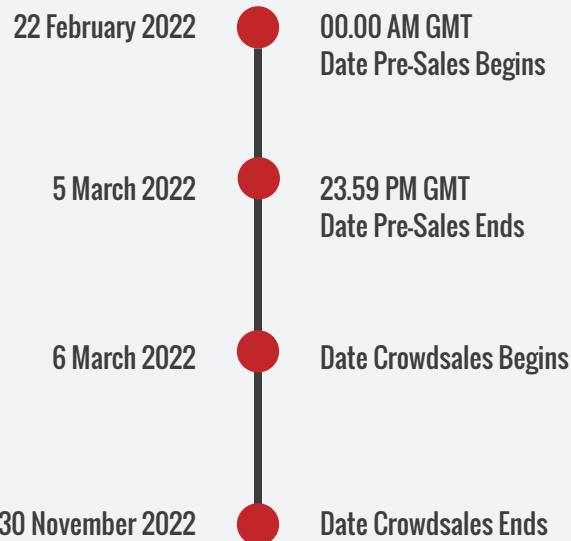 22 February 2022
00.00 AM GMT
Date Pre-Sales Begins
5 March 2022
23.59 PM GMT
Date Pre-Sales Ends
6 March 2022
Date Crowdsales Begins
30 November 2022
Date Crowdsales Ends